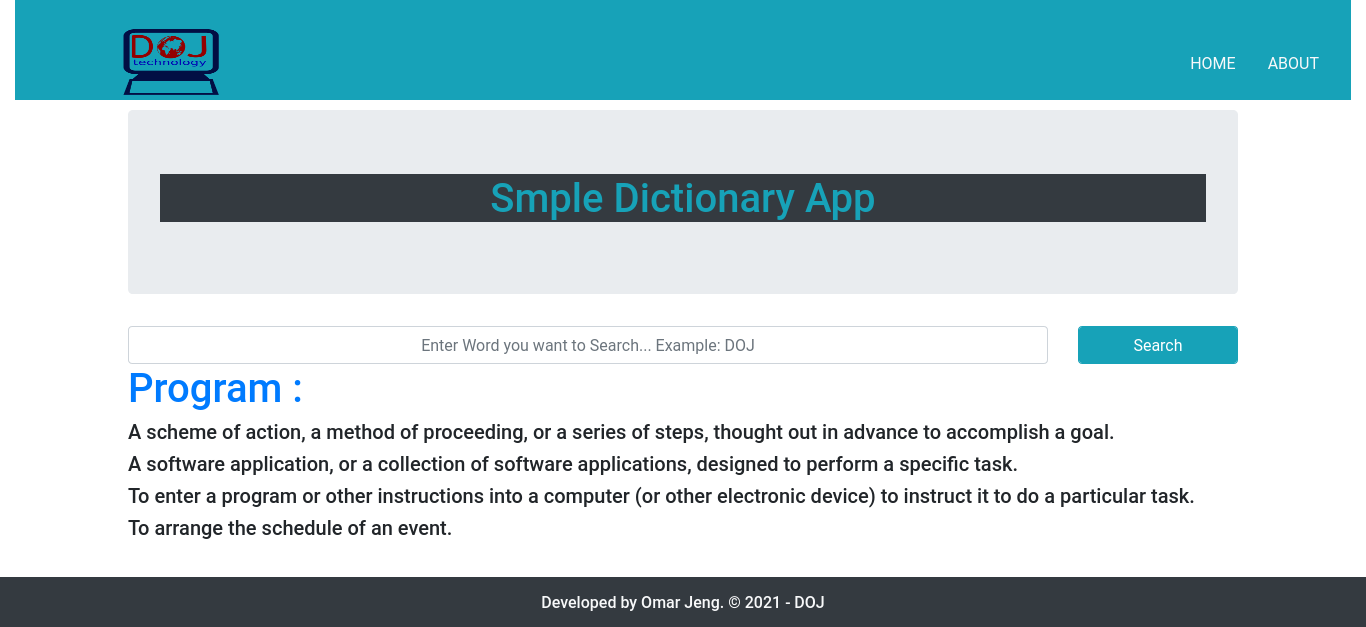 DOJ
technology
HOME ABOUT
Smple Dictionary App
Enter Word you want to Search... Example: DOJ
Search
Program :
A scheme of action, a method of proceeding, or a series of steps, thought out in advance to accomplish a goal.
A software application, or a collection of software applications, designed to perform a specific task.
To enter a program or other instructions into a computer (or other electronic device) to instruct it to do a particular task.
To arrange the schedule of an event.
Developed by Omar Jeng. © 2021 - DOJ